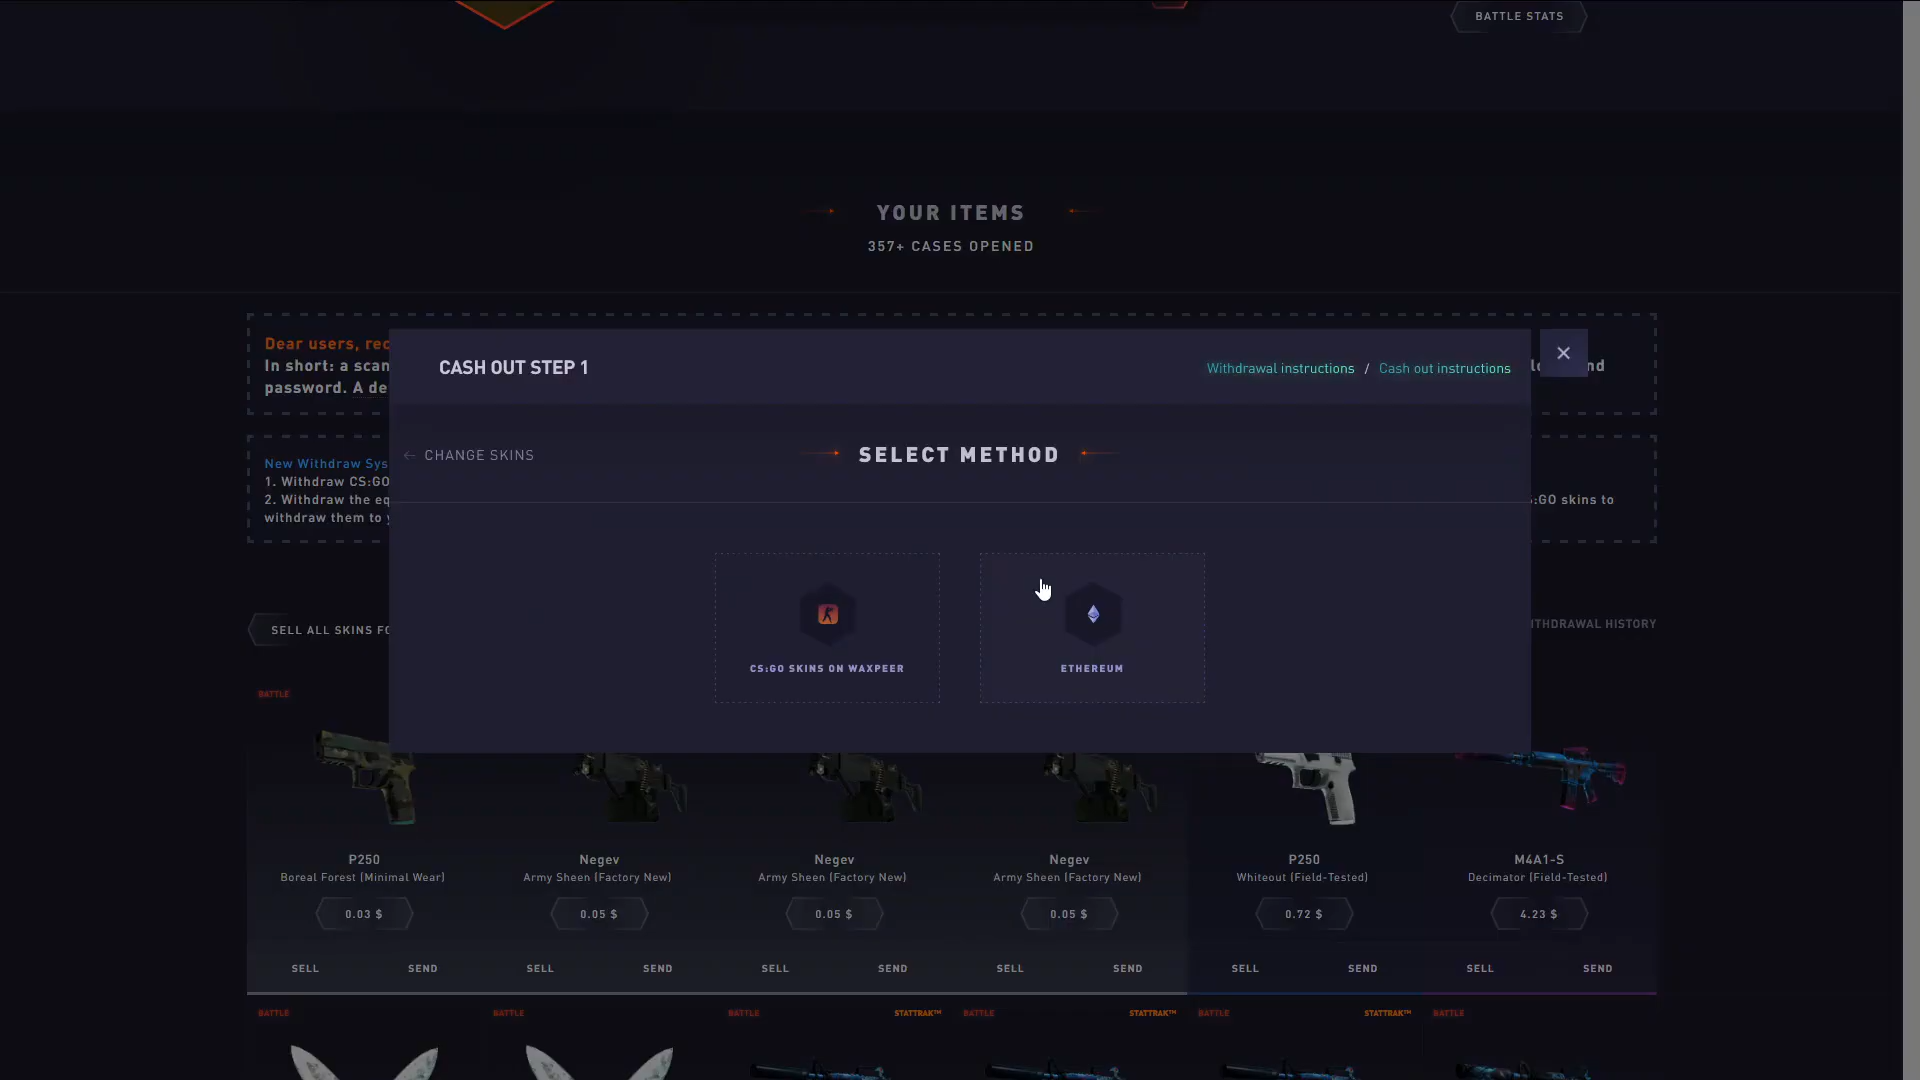 BATTLE STATS
YOUR ITEMS
357+ CASES OPENED
Dear users, rec
In short: a scan
nd
password. A de
CASH OUT STEP 1
Withdrawal instructions / Cash out instructions
← CHANGE SKINS
SELECT METHOD
New Withdraw Sys
1. Withdraw CS:GO
2. Withdraw the eq
:GO skins to
withdraw them to y
CS:GO SKINS ON WAXPEER
ETHEREUM
SELL ALL SKINS FO
ITHDRAWAL HISTORY
BATTLE
P250
Boreal Forest (Minimal Wear)
0.03 $
SELL
SEND
Negev
Army Sheen (Factory New)
0.05 $
SELL
SEND
Negev
Army Sheen (Factory New)
0.05 $
SELL
SEND
Negev
Army Sheen (Factory New)
0.05 $
SELL
SEND
P250
Whiteout (Field-Tested)
0.72 $
SELL
SEND
M4A1-S
Decimator (Field-Tested)
4.23 $
SELL
SEND
BATTLE
BATTLE
BATTLE
STATTRAK™
BATTLE
STATTRAK™
BATTLE
STATTRAK™
BATTLE